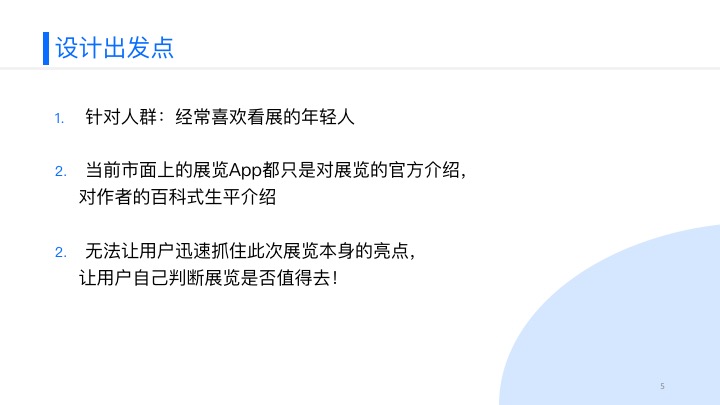 设计出发点
1. 针对人群：经常喜欢看展的年轻人
2. 当前市面上的展览App都只是对展览的官方介绍，
对作者的百科式生平介绍
2. 无法让用户迅速抓住此次展览本身的亮点，
让用户自己判断展览是否值得去！
5